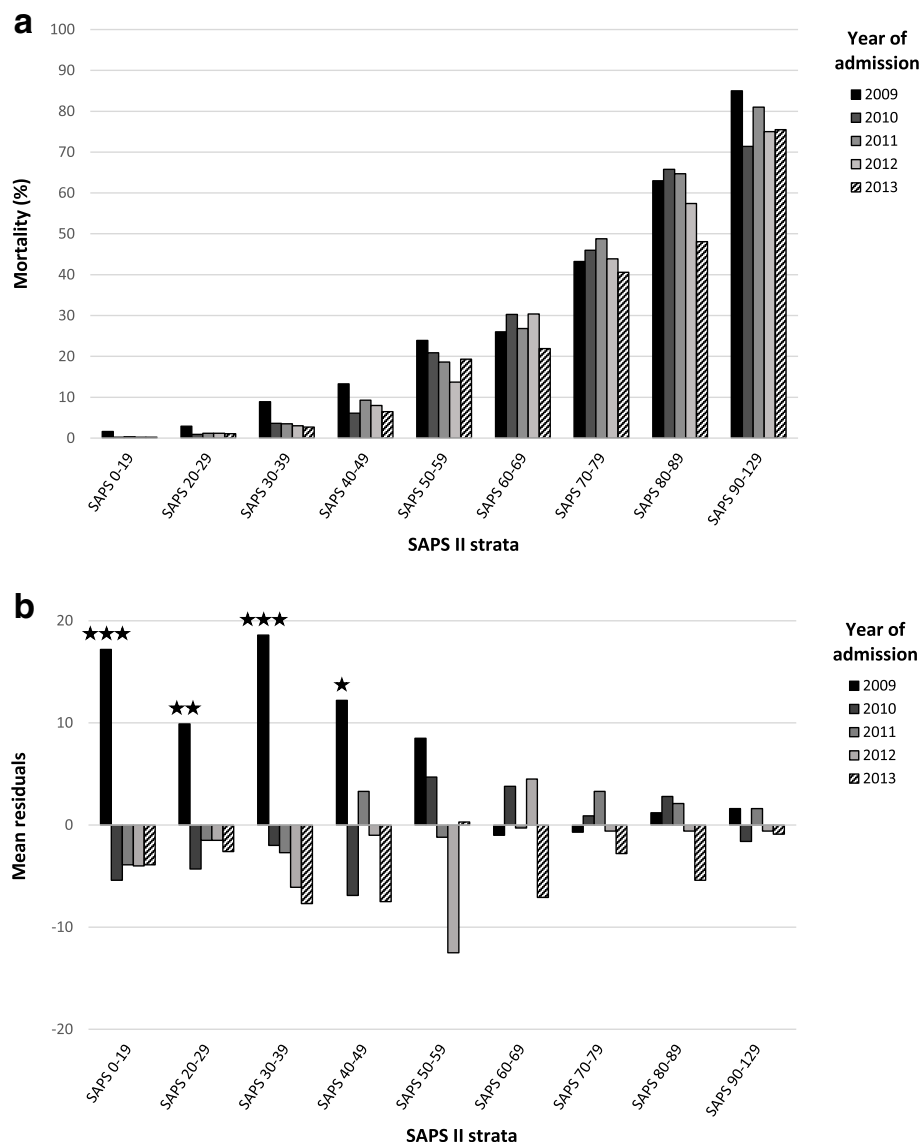 a
100
90
80
70
60
50
40
30
20
10
0
Mortality (%)
SAPS 0-19
SAPS 20-29
SAPS 30-39
SAPS 40-49
SAPS 50-59
SAPS 60-69
SAPS 70-79
SAPS 80-89
SAPS 90-129
SAPS II strata
Year of
admission
2009
2010
2011
2012
2013
b
20
10
0
-10
-20
Mean residuals
★★★
★★
★★★
★
SAPS 0-19
SAPS 20-29
SAPS 30-39
SAPS 40-49
SAPS 50-59
SAPS 60-69
SAPS 70-79
SAPS 80-89
SAPS 90-129
SAPS II strata
Year of
admission
2009
2010
2011
2012
2013